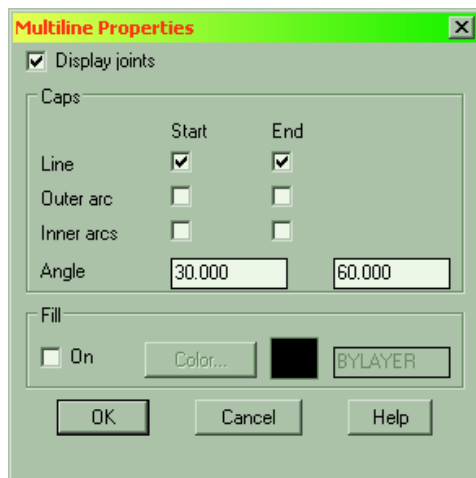 Multiline Properties
Display joints
Caps
Start End
Line
Outer arc
Inner arcs
Angle 30.000 60.000
Fill
On Color... BYLAYER
OK Cancel Help